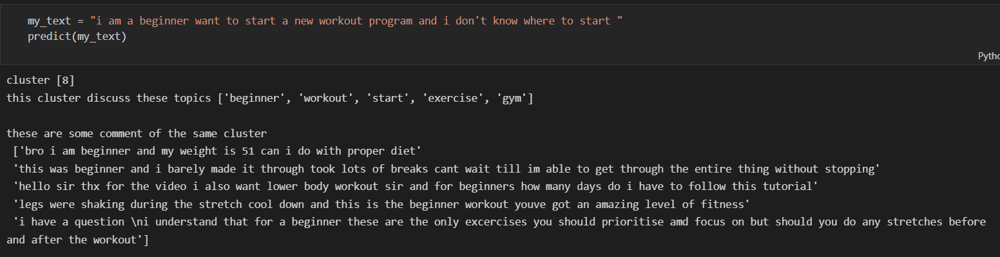 my_text = "i am a beginner want to start a new workout program and i don't know where to start "
predict(my_text)
Pytho
cluster [8]
this cluster discuss these topics ['beginner', 'workout', 'start', 'exercise', 'gym']
these are some comment of the same cluster
['bro i am beginner and my weight is 51 can i do with proper diet'
'this was beginner and i barely made it through took lots of breaks cant wait till im able to get through the entire thing without stopping'
'hello sir thx for the video i also want lower body workout sir and for beginners how many days do i have to follow this tutorial'
'legs were shaking during the stretch cool down and this is the beginner workout youve got an amazing level of fitness'
'i have a question \ni understand that for a beginner these are the only excercises you should prioritise amd focus on but should you do any stretches before
and after the workout']